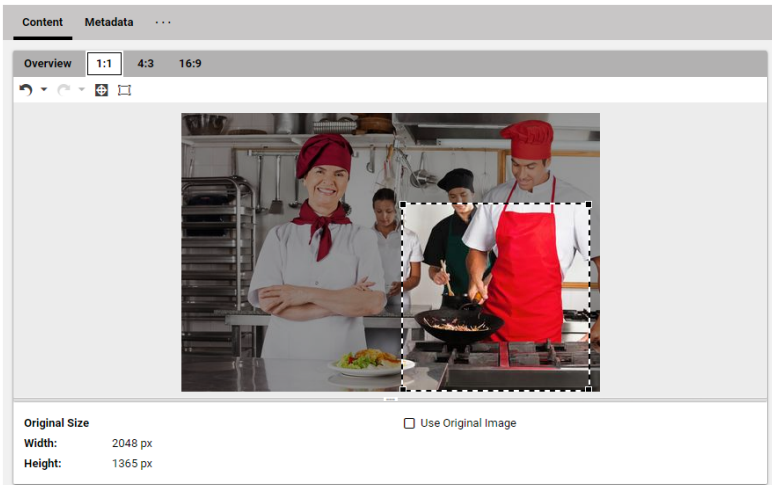 Content Metadata ...
Overview 1:1 4:3 16:9
Original Size
Use Original Image
Width: 2048 px
Height: 1365 px